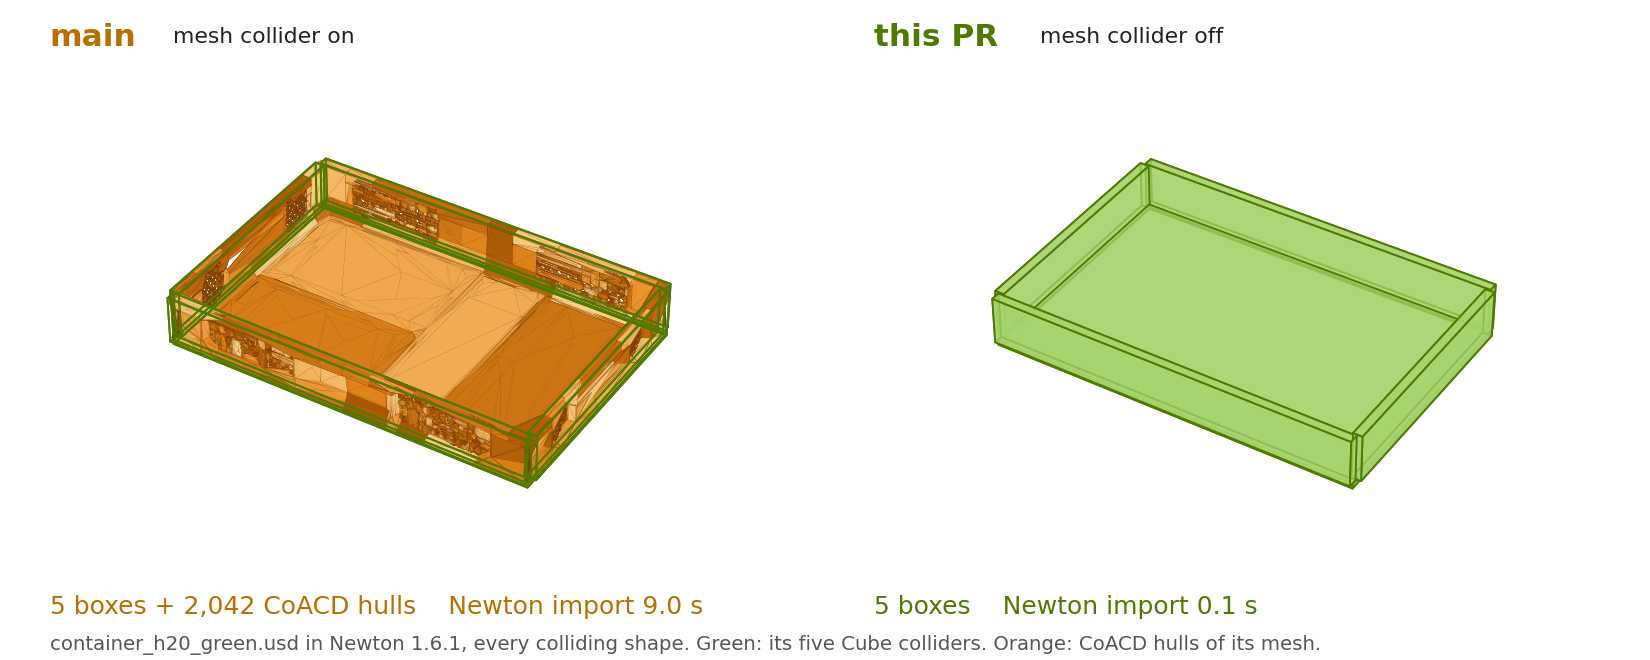 main mesh collider on
this PR mesh collider off
5 boxes + 2,042 CoACD hulls Newton import 9.0 s
5 boxes Newton import 0.1 s
container_h20_green.usd in Newton 1.6.1, every colliding shape. Green: its five Cube colliders. Orange: CoACD hulls of its mesh.